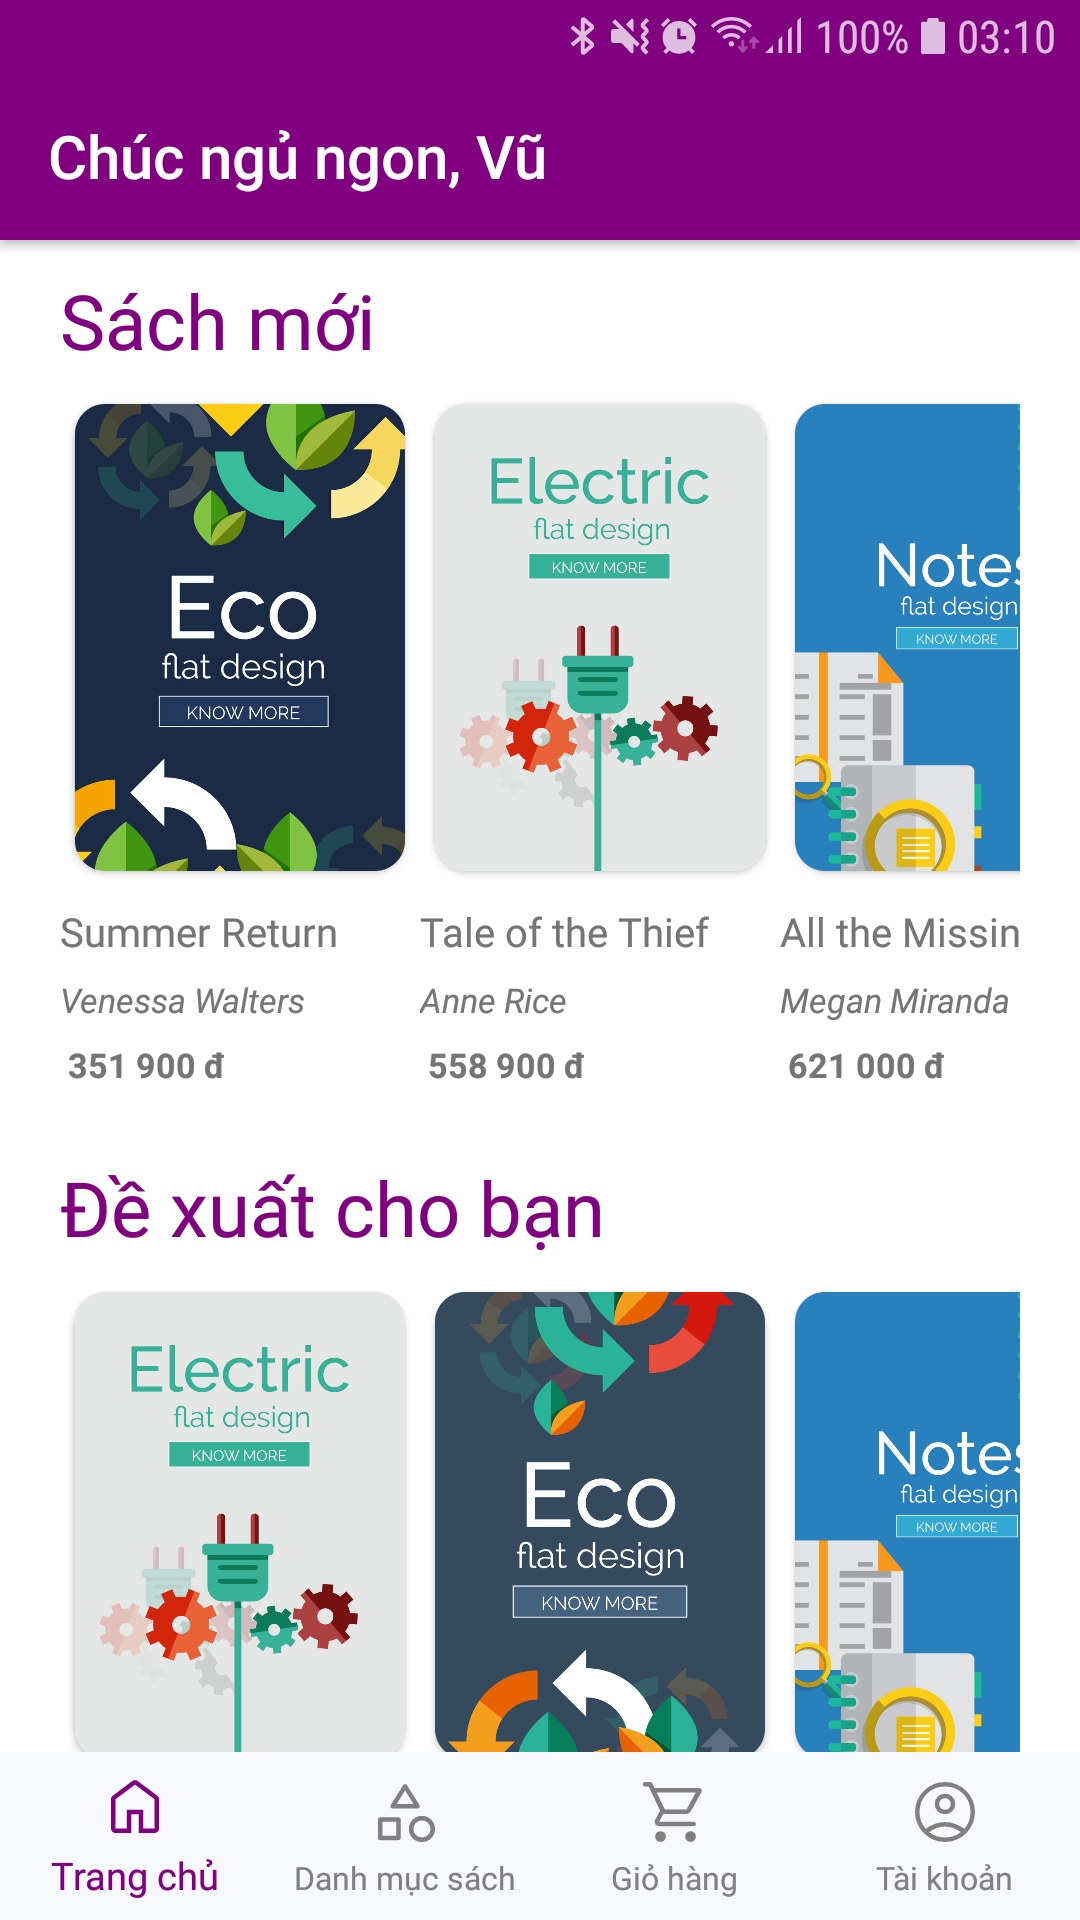 100% 03:10
Chúc ngủ ngon, Vũ
Sách mới
Eco
flat design
KNOW MORE
Electric
flat design
KNOW MORE
Notes
flat design
KNOW MORE
Summer Return
Venessa Walters
351 900 đ
Tale of the Thief
Anne Rice
558 900 đ
All the Missin
Megan Miranda
621 000 đ
Đề xuất cho bạn
Electric
flat design
KNOW MORE
Eco
flat design
KNOW MORE
Notes
flat design
KNOW MORE
Trang chủ
Danh mục sách
Giỏ hàng
Tài khoản